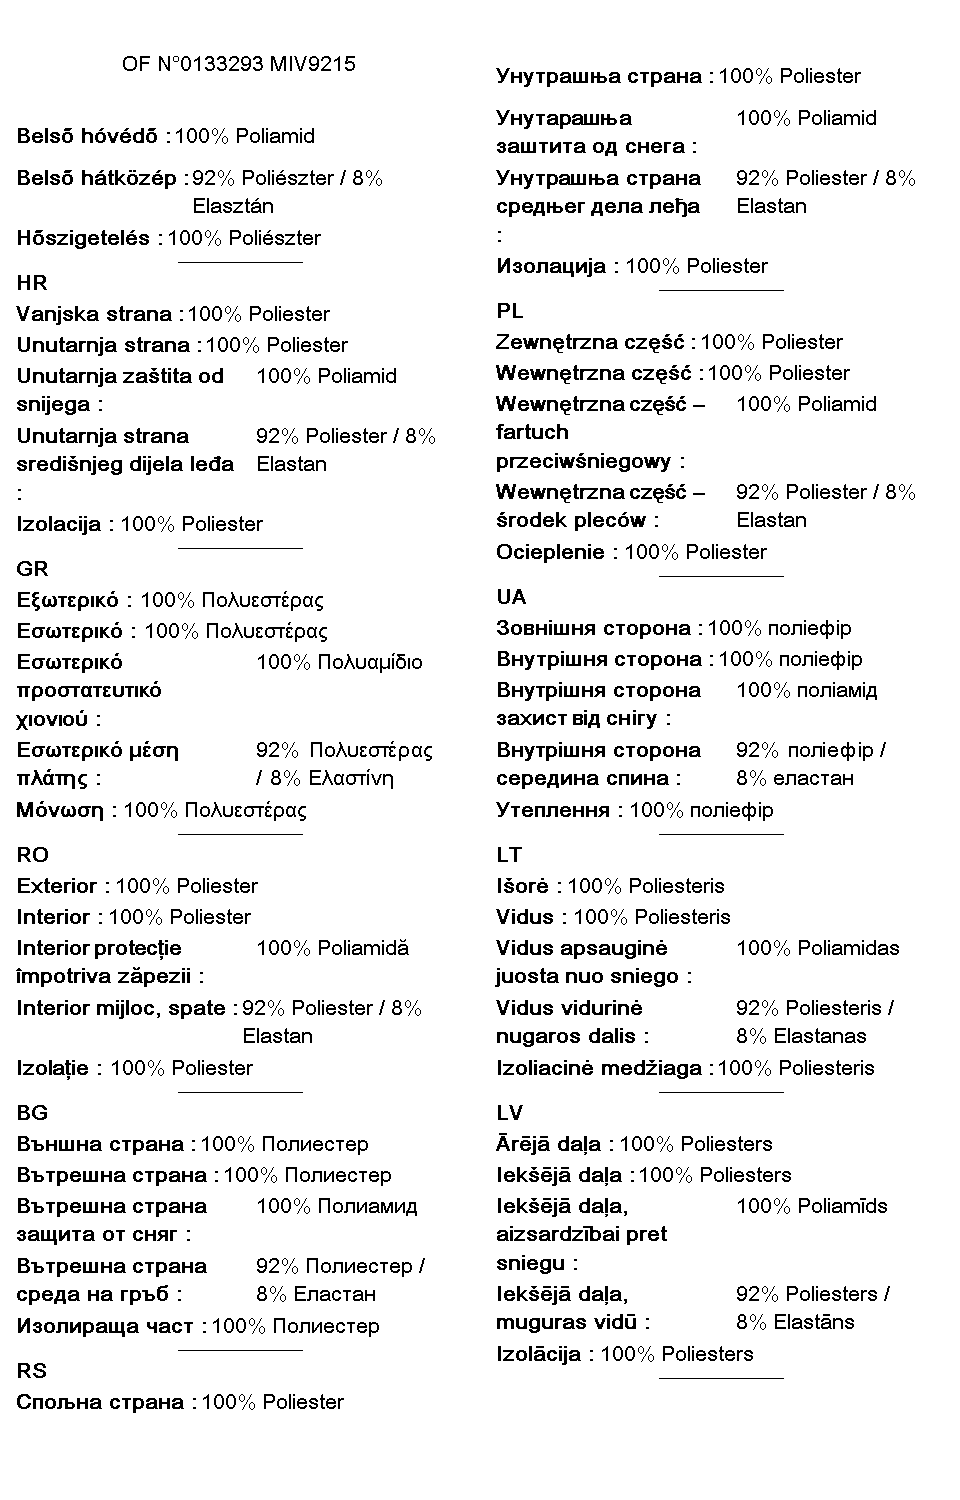 OF N°0133293 MIV9215
Belső hóvédő : 100% Poliamid
Belső hátközép : 92% Poliészter / 8%
Elasztán
Hőszigetelés : 100% Poliészter
HR
Vanjska strana : 100% Poliester
Unutarnja strana : 100% Poliester
Unutarnja zaštita od 100% Poliamid
snijega :
Unutarnja strana 92% Poliester / 8%
središnjeg dijela leđa Elastan
:
Izolacija : 100% Poliester
GR
Εξωτερικό : 100% Πολυεστέρας
Εσωτερικό : 100% Πολυεστέρας
Εσωτερικό 100% Πολυαμίδιο
προστατευτικό
χιονιού :
Εσωτερικό μέση 92% Πολυεστέρας
πλάτης : / 8% Ελαστίνη
Μόνωση : 100% Πολυεστέρας
RO
Exterior : 100% Poliester
Interior : 100% Poliester
Interior protecție 100% Poliamidă
împotriva zăpezii :
Interior mijloc, spate : 92% Poliester / 8%
Elastan
Izolație : 100% Poliester
BG
Външна страна : 100% Полиестер
Вътрешна страна : 100% Полиестер
Вътрешна страна 100% Полиамид
защита от сняг :
Вътрешна страна 92% Полиестер /
среда на гръб : 8% Еластан
Изолираща част : 100% Полиестер
RS
Спољна страна : 100% Poliester
Унутрашња страна : 100% Poliester
Унутарашња 100% Poliamid
заштита од снега :
Унутрашња страна 92% Poliester / 8%
средњег дела леђа Elastan
:
Изолација : 100% Poliester
PL
Zewnętrzna część : 100% Poliester
Wewnętrzna część : 100% Poliester
Wewnętrzna część – 100% Poliamid
fartuch
przeciwśniegowy :
Wewnętrzna część – 92% Poliester / 8%
środek pleców : Elastan
Ocieplenie : 100% Poliester
UA
Зовнішня сторона : 100% поліефір
Внутрішня сторона : 100% поліефір
Внутрішня сторона 100% поліамід
захист від снігу :
Внутрішня сторона 92% поліефір /
середина спина : 8% еластан
Утеплення : 100% поліефір
LT
Išorė : 100% Poliesteris
Vidus : 100% Poliesteris
Vidus apsauginė 100% Poliamidas
juosta nuo sniego :
Vidus vidurinė 92% Poliesteris /
nugaros dalis : 8% Elastanas
Izoliacinė medžiaga : 100% Poliesteris
LV
Ārējā daļa : 100% Poliesters
Iekšējā daļa : 100% Poliesters
Iekšējā daļa, 100% Poliamīds
aizsardzībai pret
sniegu :
Iekšējā daļa, 92% Poliesters /
muguras vidū : 8% Elastāns
Izolācija : 100% Poliesters